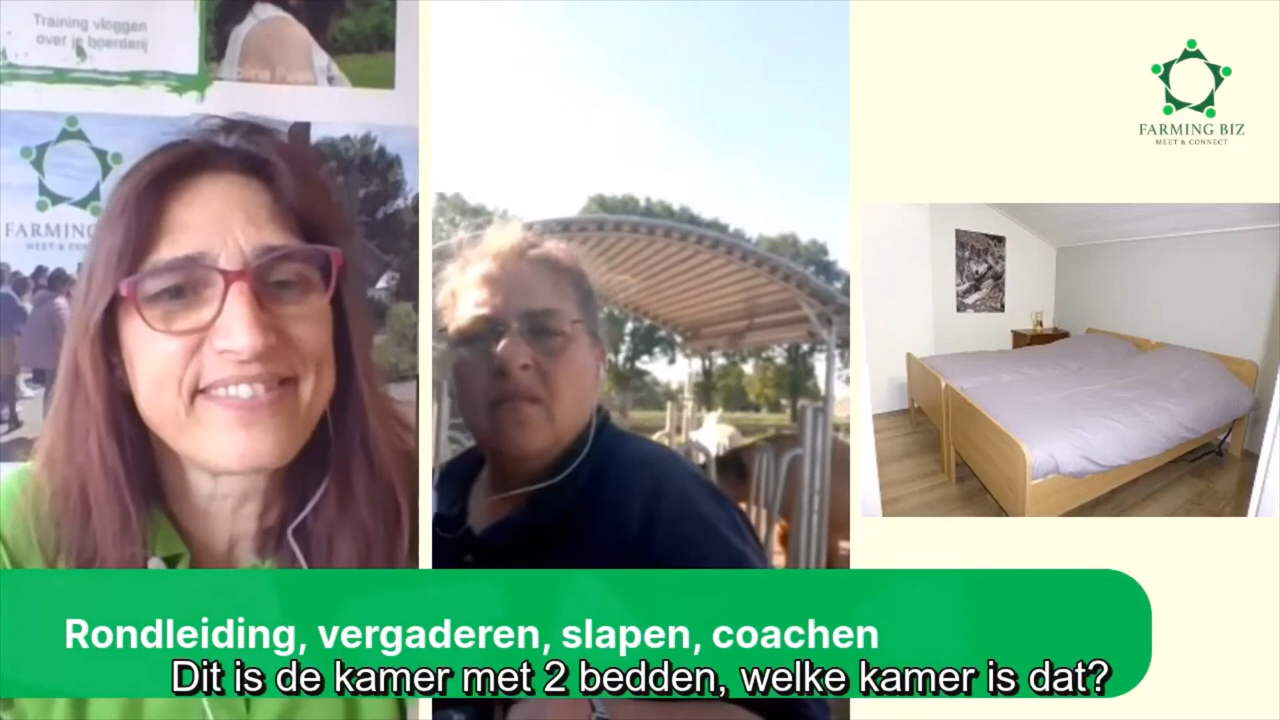 Training vloggen
over je boerderij
FARMING BIZ
MEET & CONNECT
FARMING
MEET &
Rondleiding, vergaderen, slapen, coachen
Dit is de kamer met 2 bedden, welke kamer is dat?